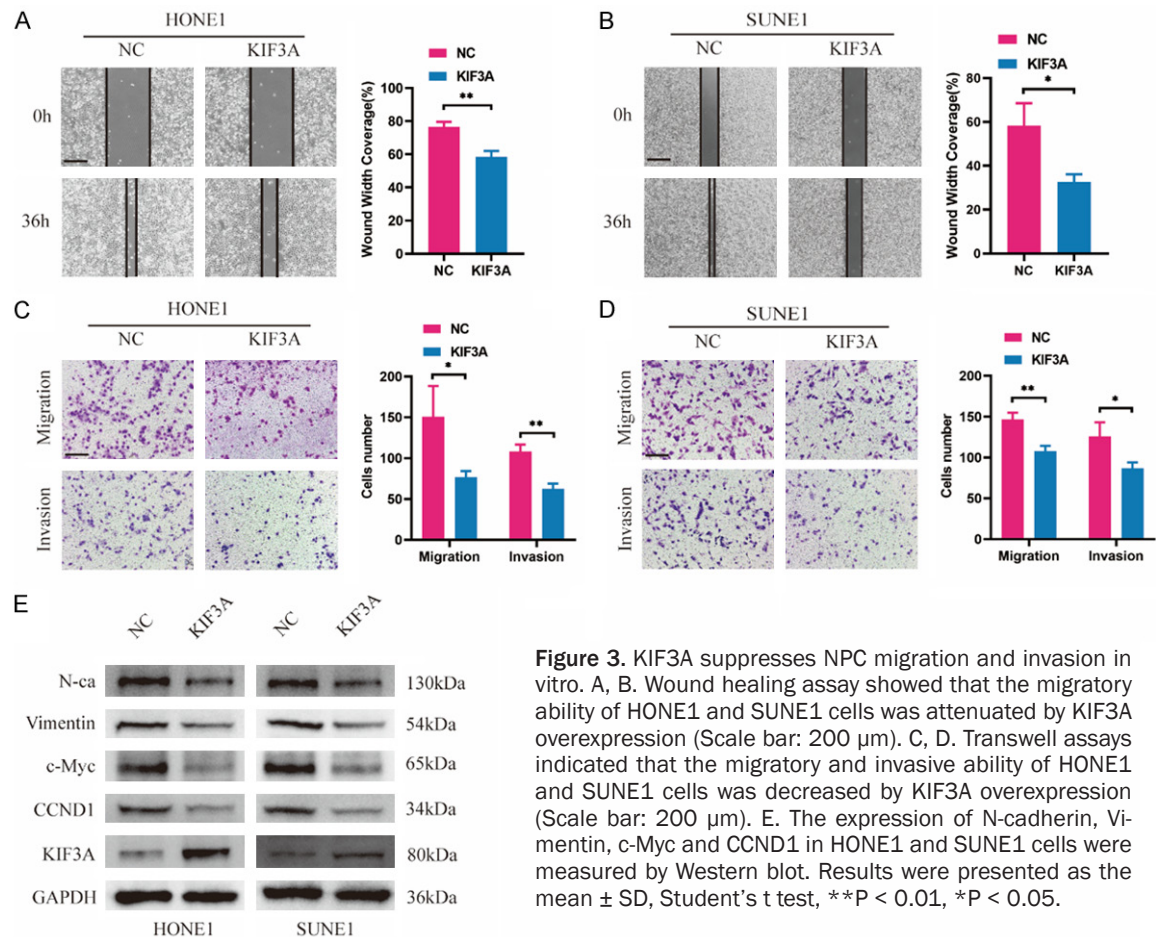 A
HONE1
NC KIF3A
0h
36h
NC
KIF3A
Wound Width Coverage(%)
100
80
60
40
20
0
**
NC KIF3A
B
SUNE1
NC KIF3A
0h
36h
NC
KIF3A
Wound Width Coverage(%)
80
60
40
20
0
*
NC KIF3A
C
HONE1
NC KIF3A
Migration
Invasion
NC
KIF3A
Cells number
200
150
100
50
0
*
**
Migration Invasion
D
SUNE1
NC KIF3A
Migration
Invasion
NC
KIF3A
Cells number
200
150
100
50
0
**
*
Migration Invasion
E
NC KIF3A NC KIF3A
N-ca 130kDa
Vimentin 54kDa
c-Myc 65kDa
CCND1 34kDa
KIF3A 80kDa
GAPDH 36kDa
HONE1 SUNE1
Figure 3. KIF3A suppresses NPC migration and invasion in
vitro. A, B. Wound healing assay showed that the migratory
ability of HONE1 and SUNE1 cells was attenuated by KIF3A
overexpression (Scale bar: 200 μm). C, D. Transwell assays
indicated that the migratory and invasive ability of HONE1
and SUNE1 cells was decreased by KIF3A overexpression
(Scale bar: 200 μm). E. The expression of N-cadherin, Vi-
mentin, c-Myc and CCND1 in HONE1 and SUNE1 cells were
measured by Western blot. Results were presented as the
mean ± SD, Student's t test, **P < 0.01, *P < 0.05.